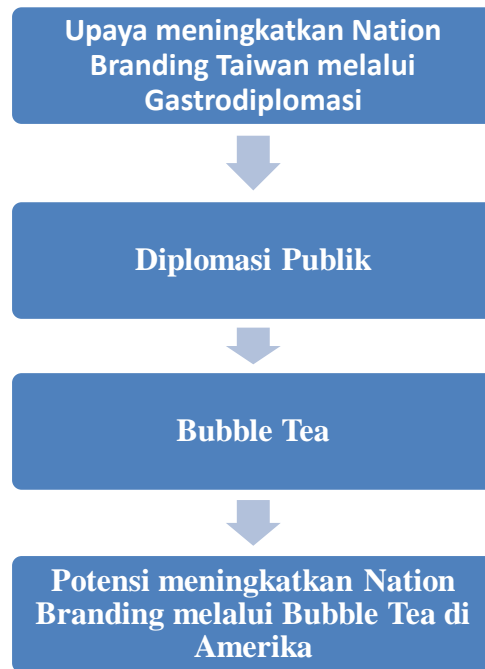 Upaya meningkatkan Nation
Branding Taiwan melalui
Gastrodiplomasi
Diplomasi Publik
Bubble Tea
Potensi meningkatkan Nation
Branding melalui Bubble Tea di
Amerika